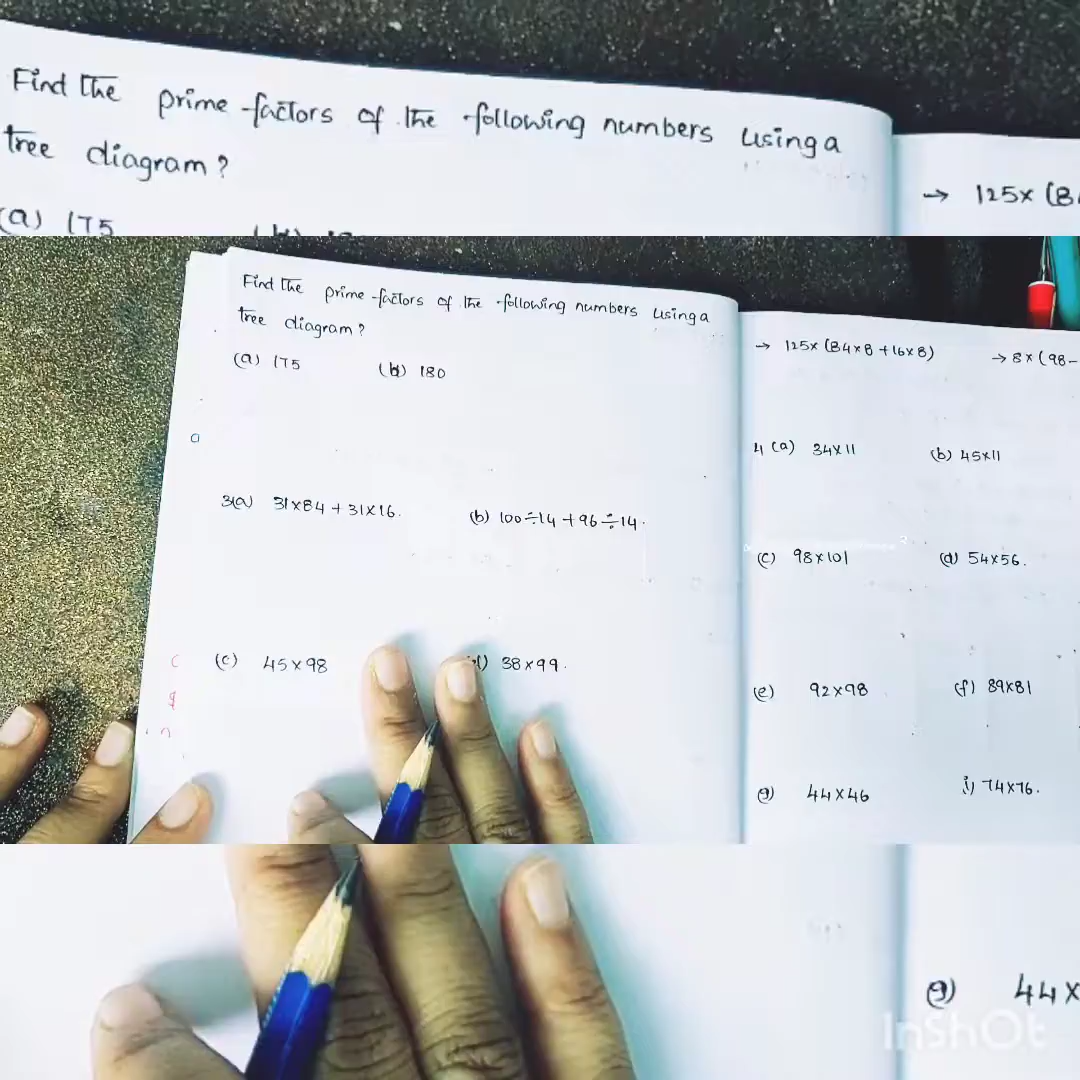 Find the prime factors of the following numbers using a
tree diagram?
(a) 175
→ 125x (8
Find the prime factors of the following numbers using a
tree diagram?
(a) 175 (b) 180
3(a) 31x84 + 31x16.
(b) 100÷14 + 96÷14.
(c) 45x98
38x99.
→ 125x (84x8 + 16x8)
→ 8x (98-
4 (a) 34x11
(b) 45x11
(c) 98x101
(d) 54x56.
(e) 92x98
(f) 89x81
(g) 44x46
i) 74x76.
(g) 44x
InShOt